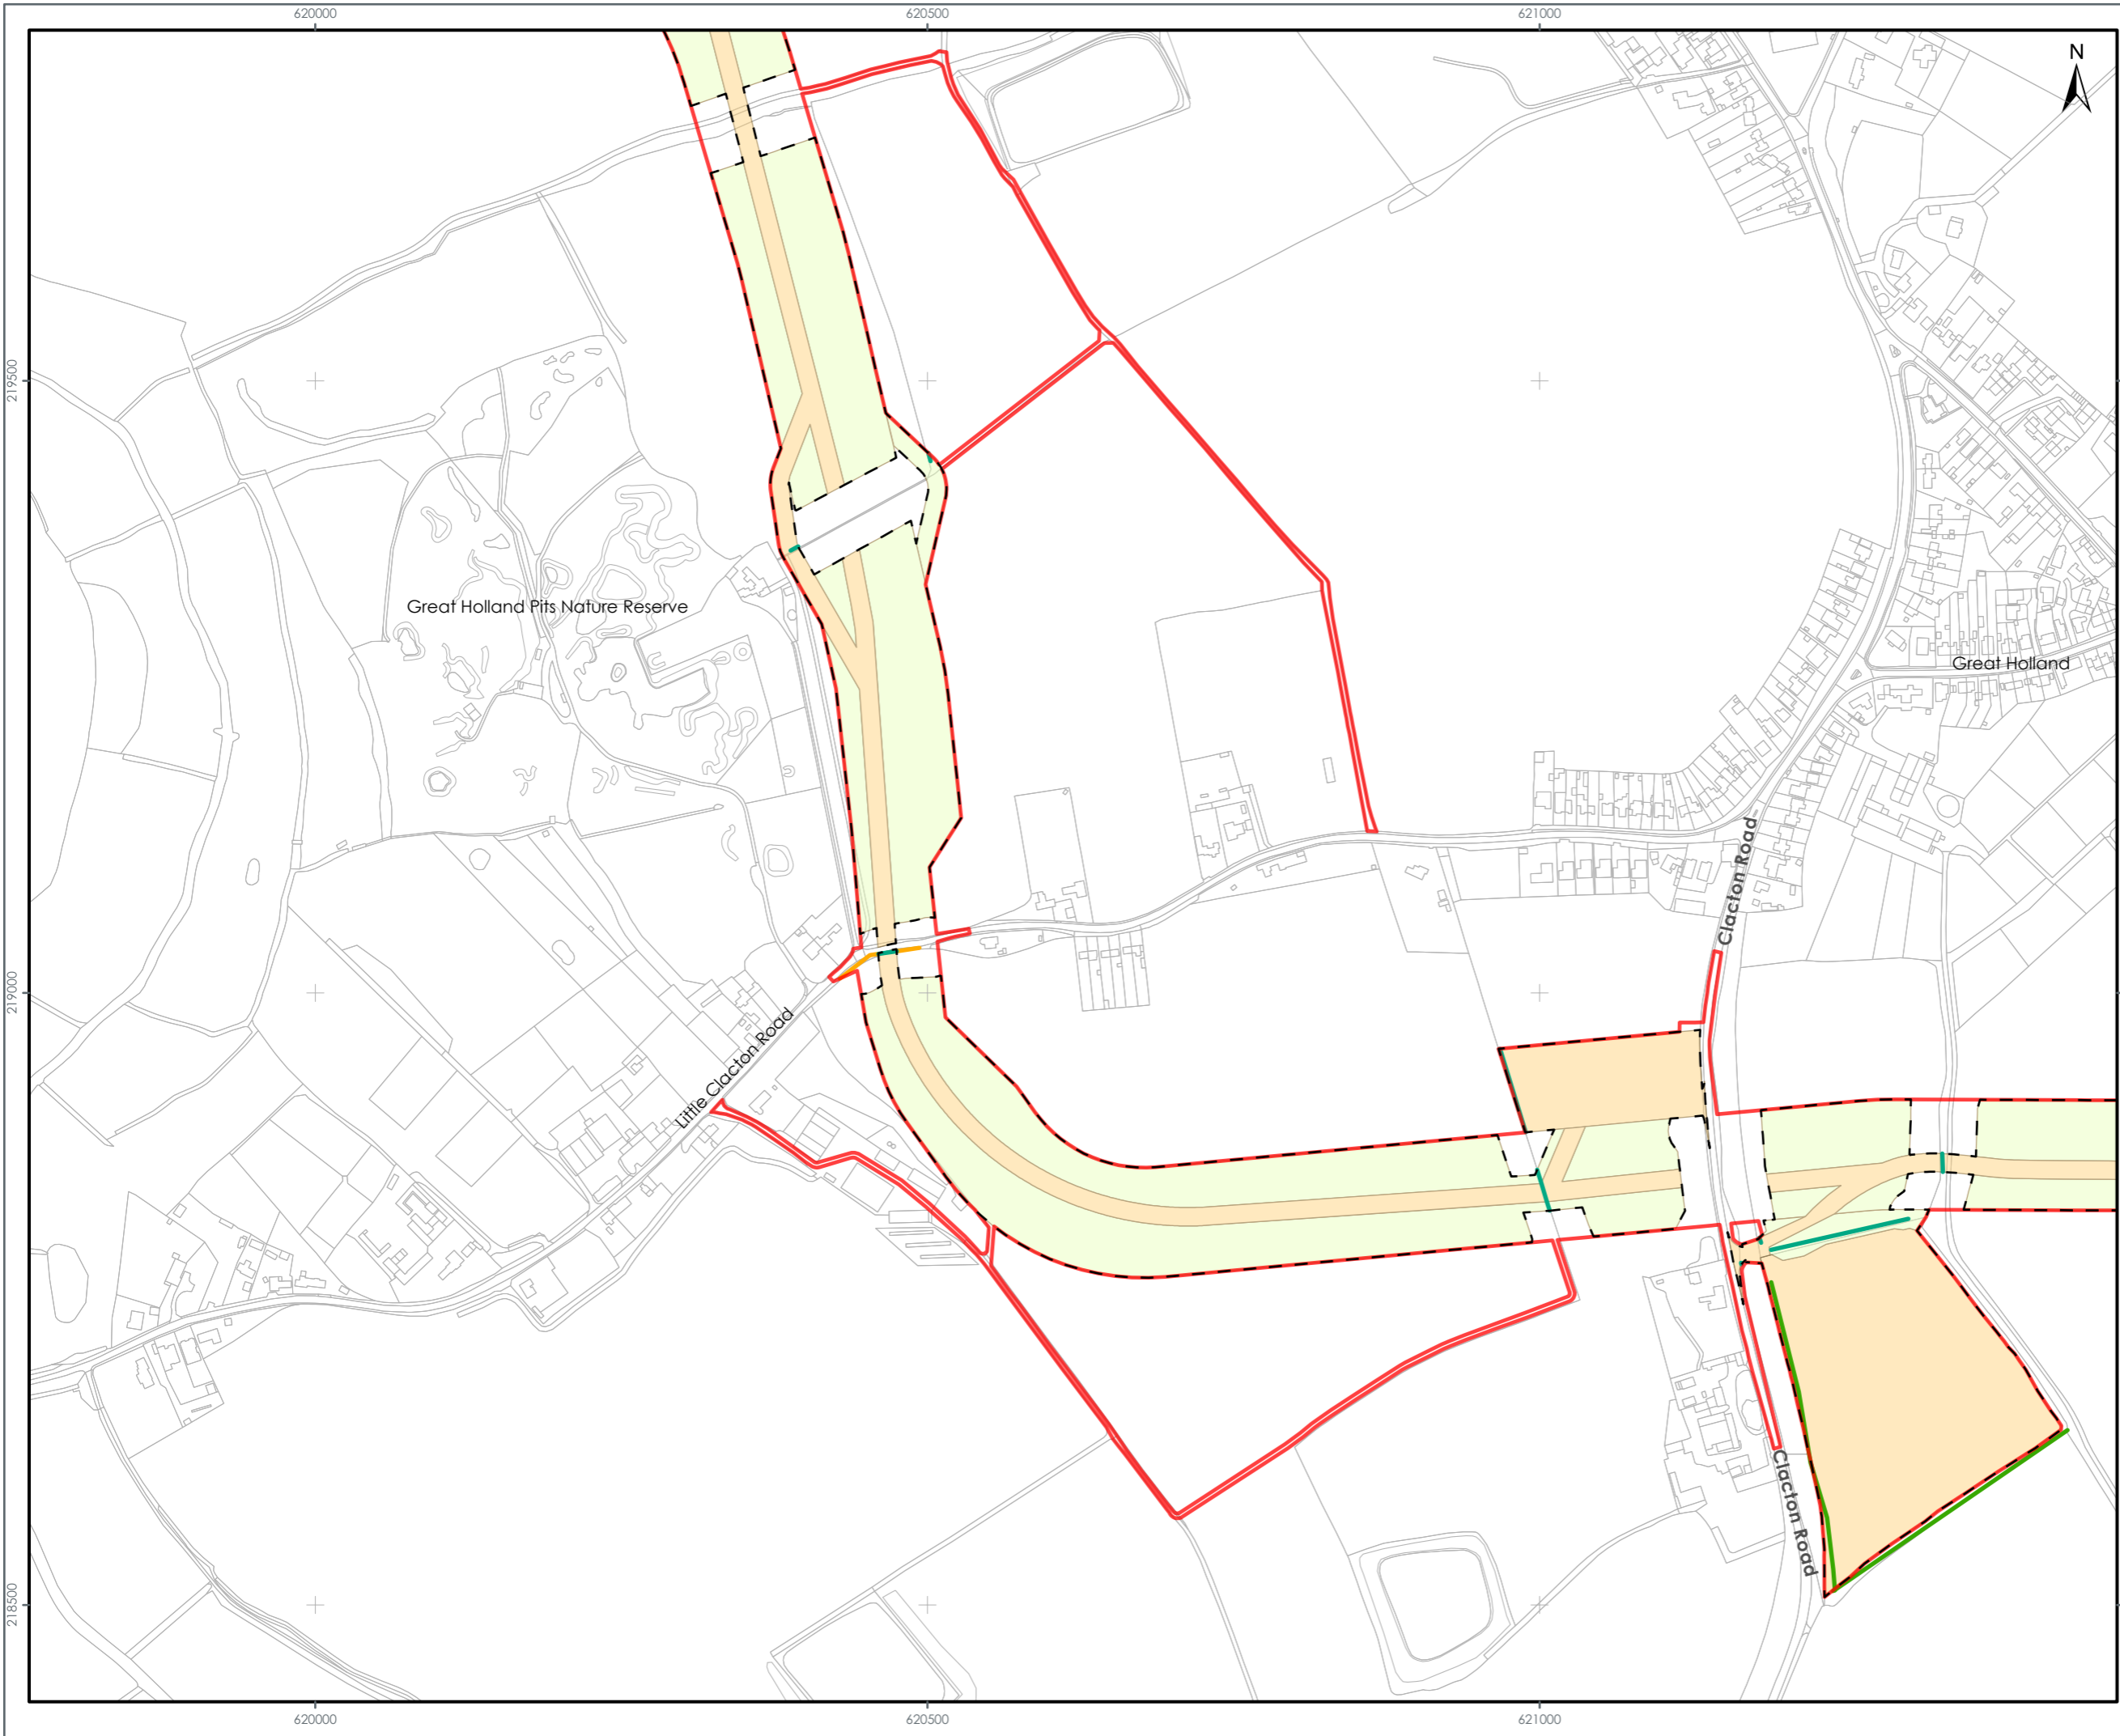 620000
620500
621000
N
219500
Great Holland Pits Nature Reserve
Great Holland
Clacton Road
219000
Little Clacton Road
Clacton Road
218500
620000
620500
621000